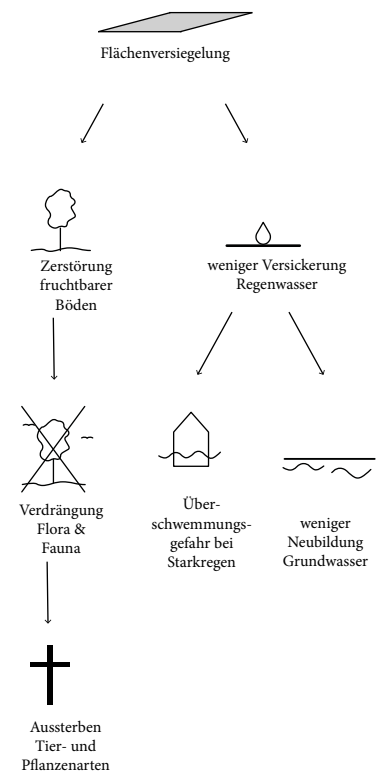 Flächenversiegelung
Zerstörung
fruchtbarer
Böden
weniger Versickerung
Regenwasser
Verdrängung
Flora &
Fauna
Über-
schwemmungs-
gefahr bei
Starkregen
weniger
Neubildung
Grundwasser
Aussterben
Tier- und
Pflanzenarten